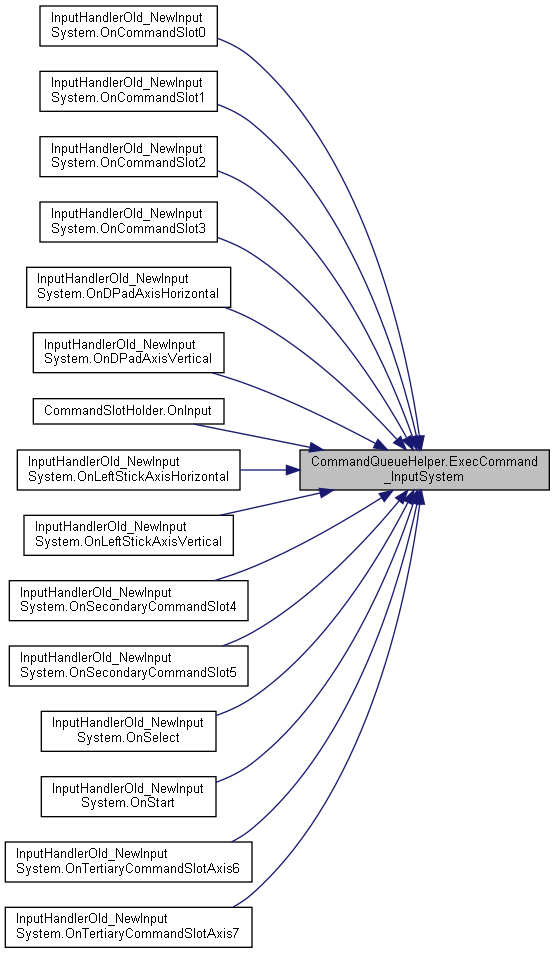 InputHandlerOld_NewInput
System.OnCommandSlot0
InputHandlerOld_NewInput
System.OnCommandSlot1
InputHandlerOld_NewInput
System.OnCommandSlot2
InputHandlerOld_NewInput
System.OnCommandSlot3
InputHandlerOld_NewInput
System.OnDPadAxisHorizontal
InputHandlerOld_NewInput
System.OnDPadAxisVertical
CommandSlotHolder.OnInput
InputHandlerOld_NewInput
System.OnLeftStickAxisHorizontal
CommandQueueHelper.ExecCommand
_InputSystem
InputHandlerOld_NewInput
System.OnLeftStickAxisVertical
InputHandlerOld_NewInput
System.OnSecondaryCommandSlot4
InputHandlerOld_NewInput
System.OnSecondaryCommandSlot5
InputHandlerOld_NewInput
System.OnSelect
InputHandlerOld_NewInput
System.OnStart
InputHandlerOld_NewInput
System.OnTertiaryCommandSlotAxis6
InputHandlerOld_NewInput
System.OnTertiaryCommandSlotAxis7